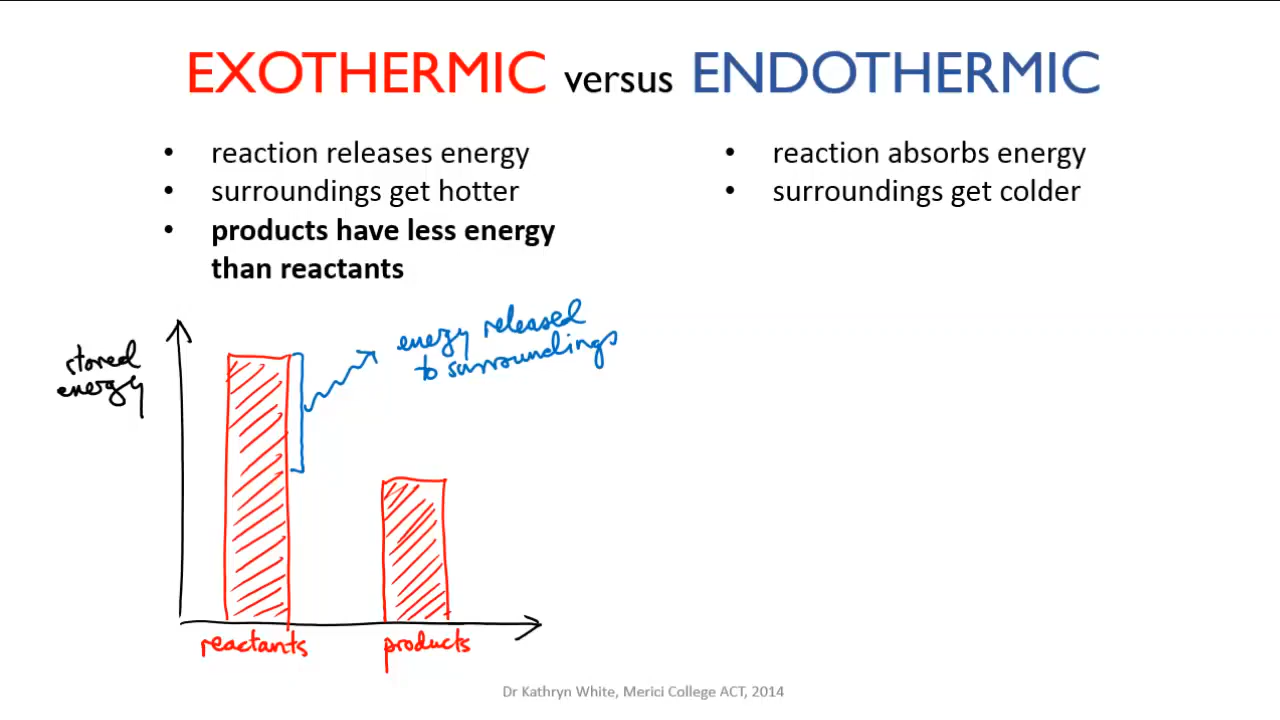 EXOTHERMIC versus ENDOTHERMIC
• reaction releases energy
• surroundings get hotter
• products have less energy
than reactants
• reaction absorbs energy
• surroundings get colder
stored
energy
energy released
to surroundings
reactants
products
Dr Kathryn White, Merici College ACT, 2014